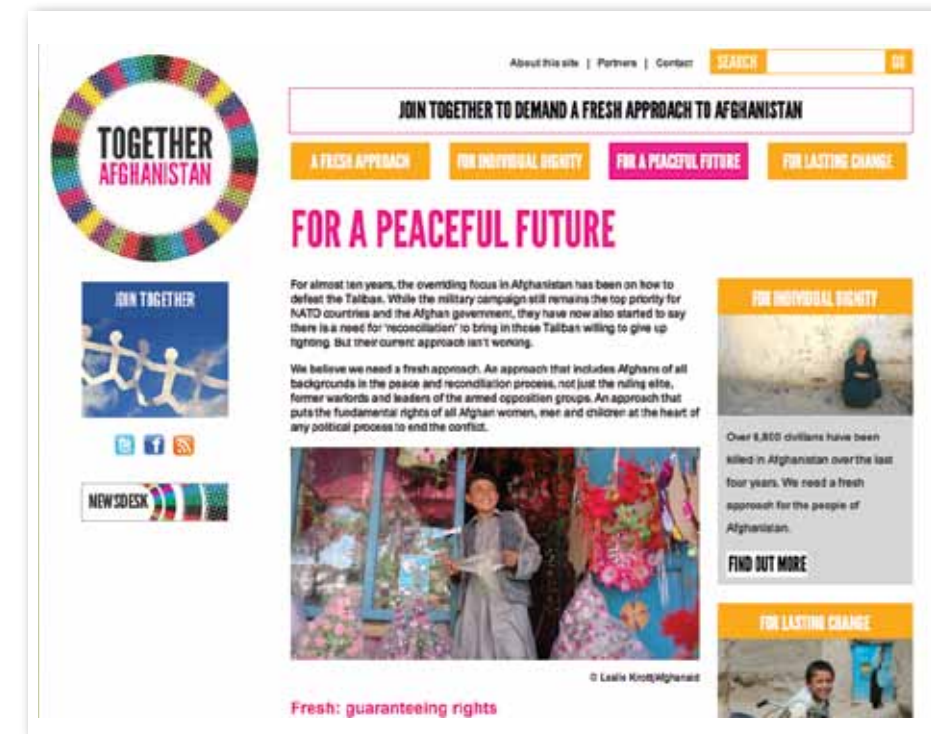 About this site | Partners | Contact
SEARCH
GO
TOGETHER
AFGHANISTAN
JOIN TOGETHER TO DEMAND A FRESH APPROACH TO AFGHANISTAN
A FRESH APPROACH
FOR INDIVIDUAL DIGNITY
FOR A PEACEFUL FUTURE
FOR LASTING CHANGE
FOR A PEACEFUL FUTURE
JOIN TOGETHER
NEWSDESK
For almost ten years, the overriding focus in Afghanistan has been on how to
defeat the Taliban. While the military campaign still remains the top priority for
NATO countries and the Afghan government, they have now also started to say
there is a need for 'reconciliation' to bring in those Taliban willing to give up
fighting. But their current approach isn't working.
We believe we need a fresh approach. An approach that includes Afghans of all
backgrounds in the peace and reconciliation process, not just the ruling elite,
former warlords and leaders of the armed opposition groups. An approach that
puts the fundamental rights of all Afghan women, men and children at the heart of
any political process to end the conflict.
© Leslie Knott/Afghanaid
Fresh: guaranteeing rights
FOR INDIVIDUAL DIGNITY
Over 8,800 civilians have been
killed in Afghanistan over the last
four years. We need a fresh
approach for the people of
Afghanistan.
FIND OUT MORE
FOR LASTING CHANGE